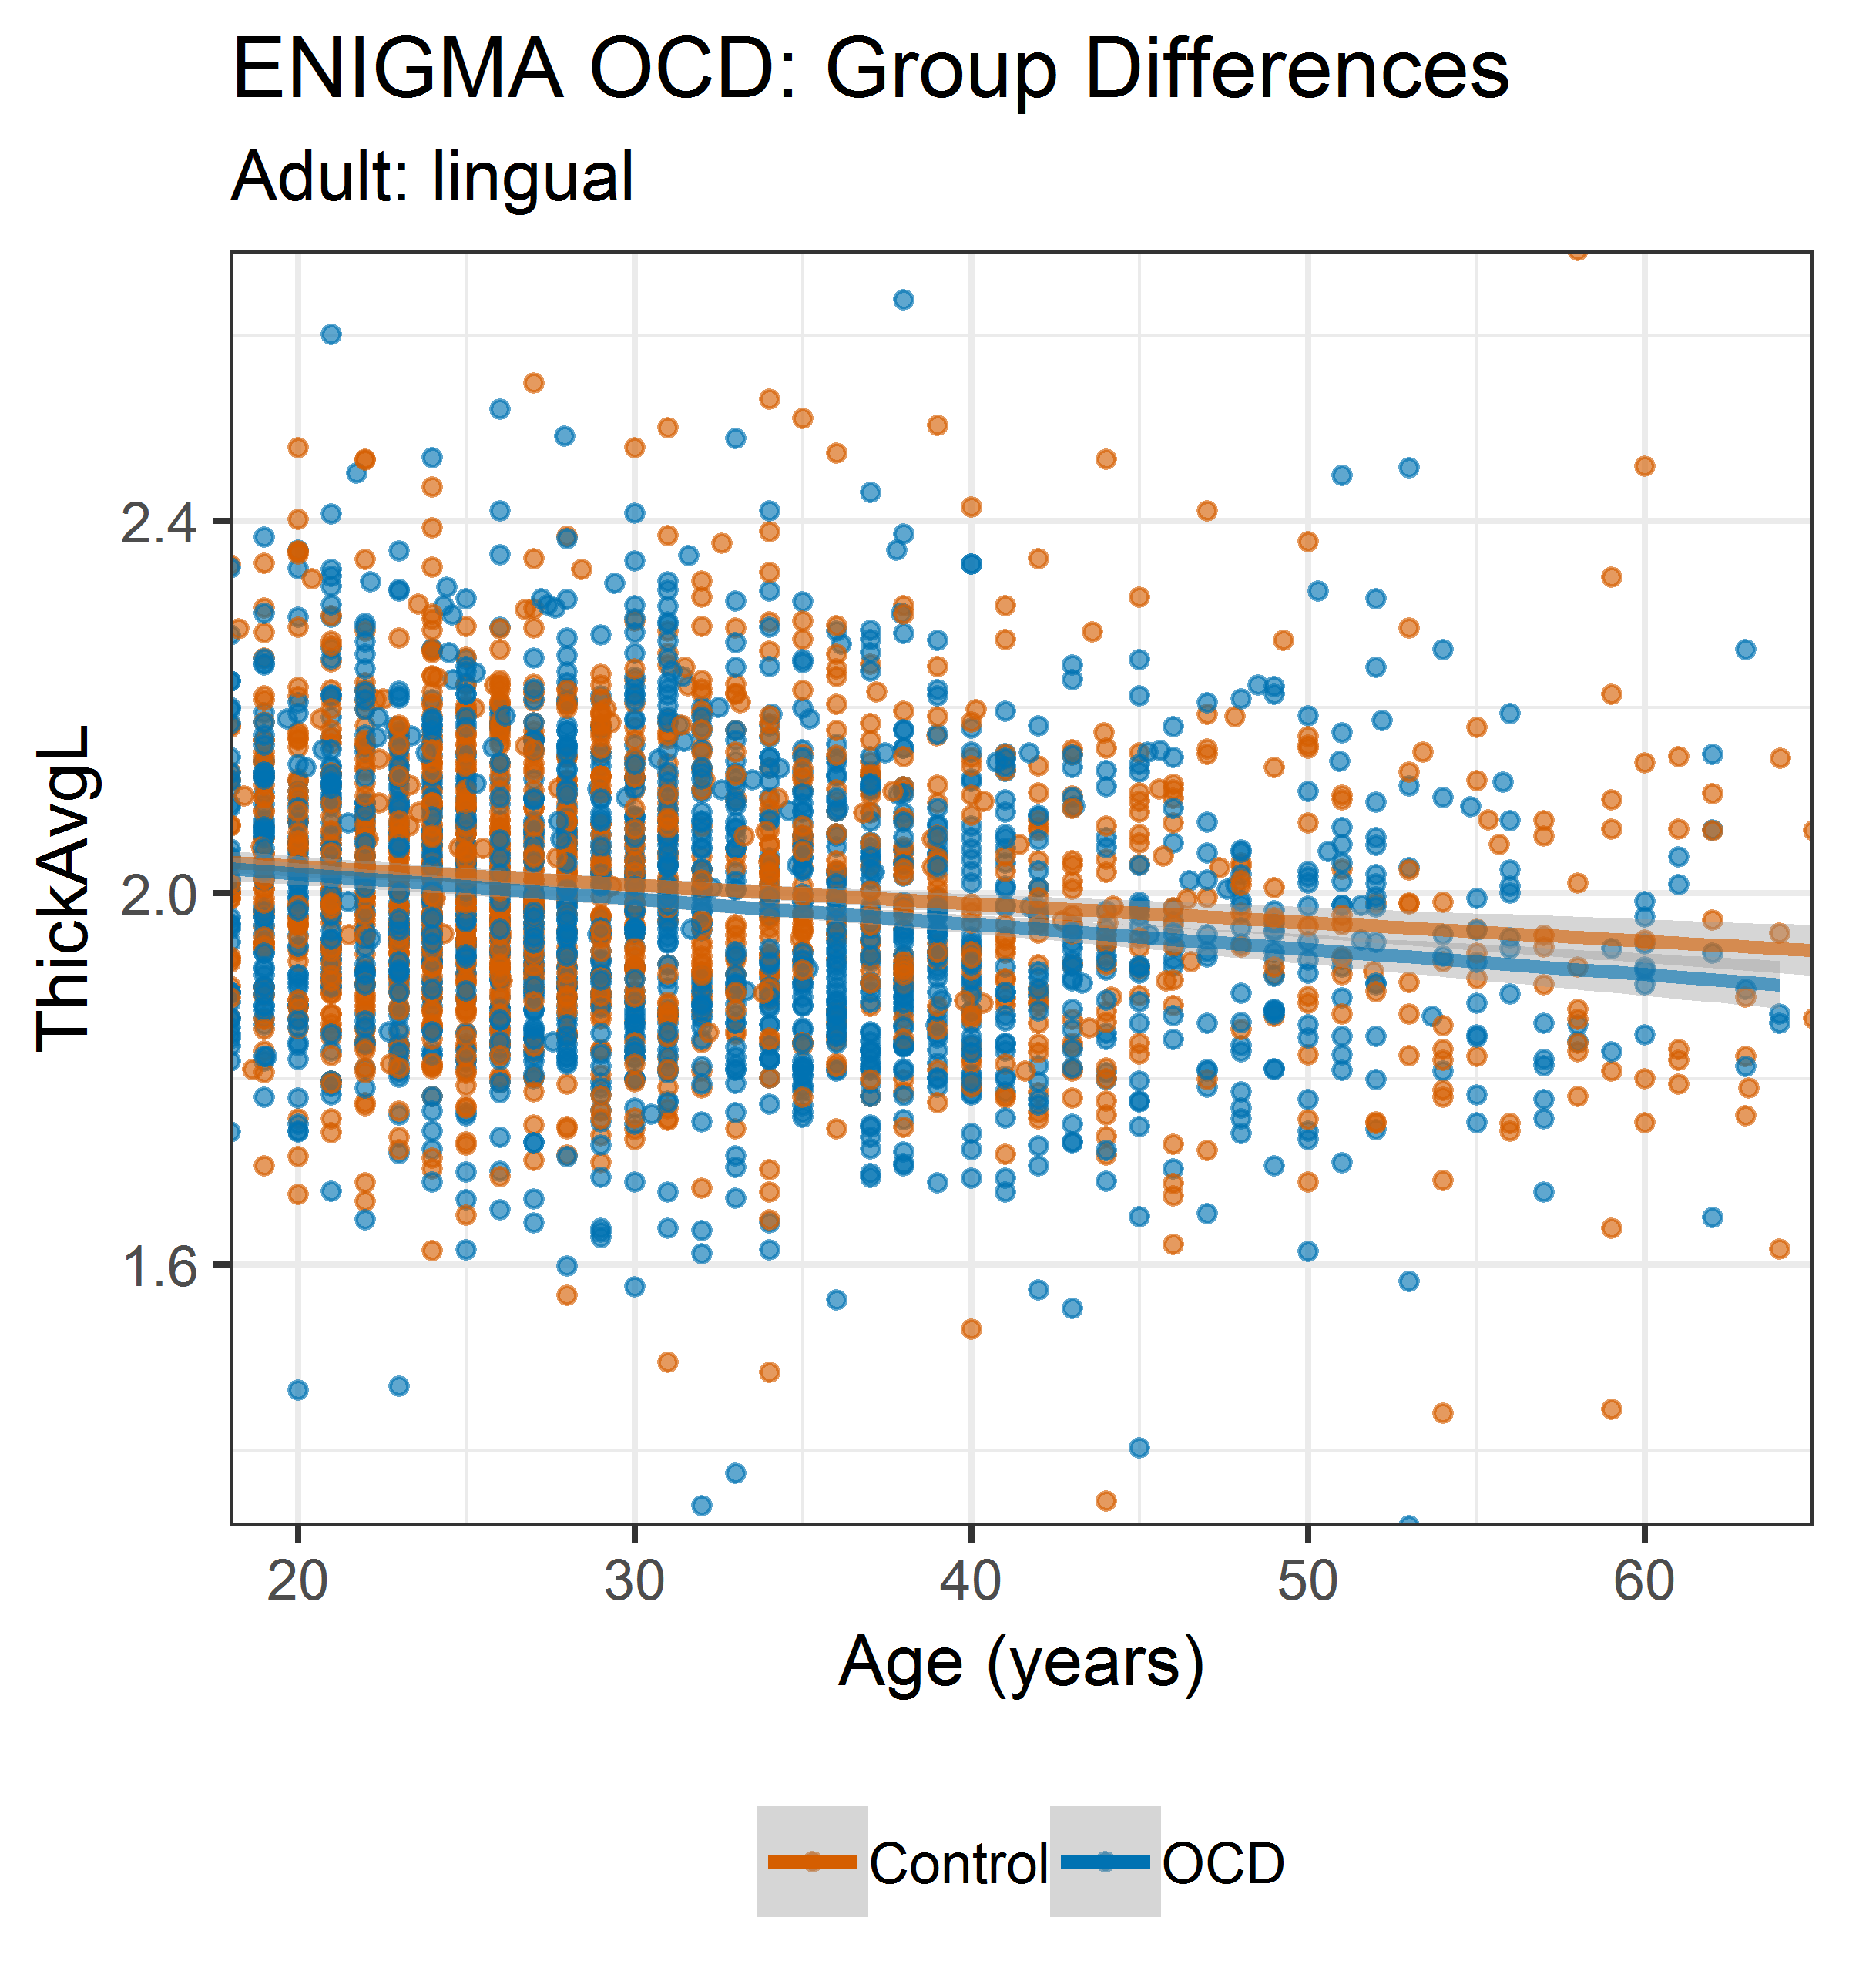 ENIGMA OCD: Group Differences
Adult: lingual
ThickAvgL
2.4
2.0
1.6
20 30 40 50 60
Age (years)
Control OCD